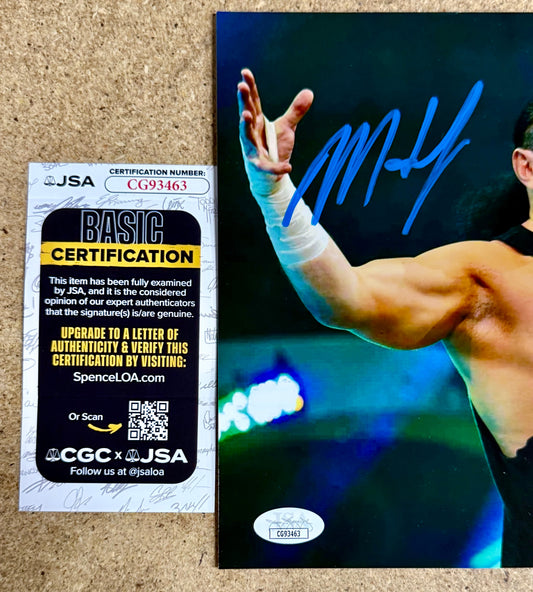 JSA
CERTIFICATION NUMBER:
CG93463
BASIC
CERTIFICATION
This item has been fully examined
by JSA, and it is the considered
opinion of our expert authenticators
that the signature(s) is/are genuine.
UPGRADE TO A LETTER OF
AUTHENTICITY & VERIFY THIS
CERTIFICATION BY VISITING:
SpenceLOA.com
Or Scan
CGC x JSA
Follow us at @jsaloa
JSA
CG93463